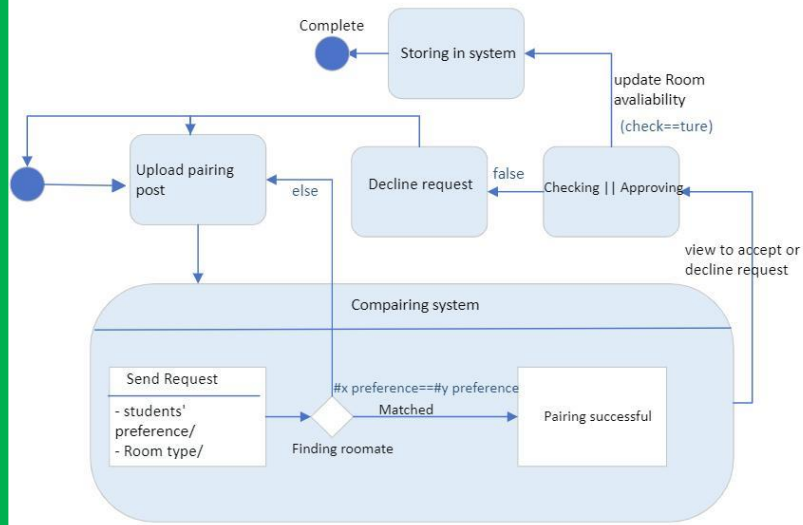 Complete
Storing in system
update Room
avaliability
(check==ture)
Upload pairing
post
else
Decline request
false
Checking || Approving
view to accept or
decline request
Compairing system
Send Request
- students'
preference/
- Room type/
#x preference==#y preference
Matched
Finding roomate
Pairing successful